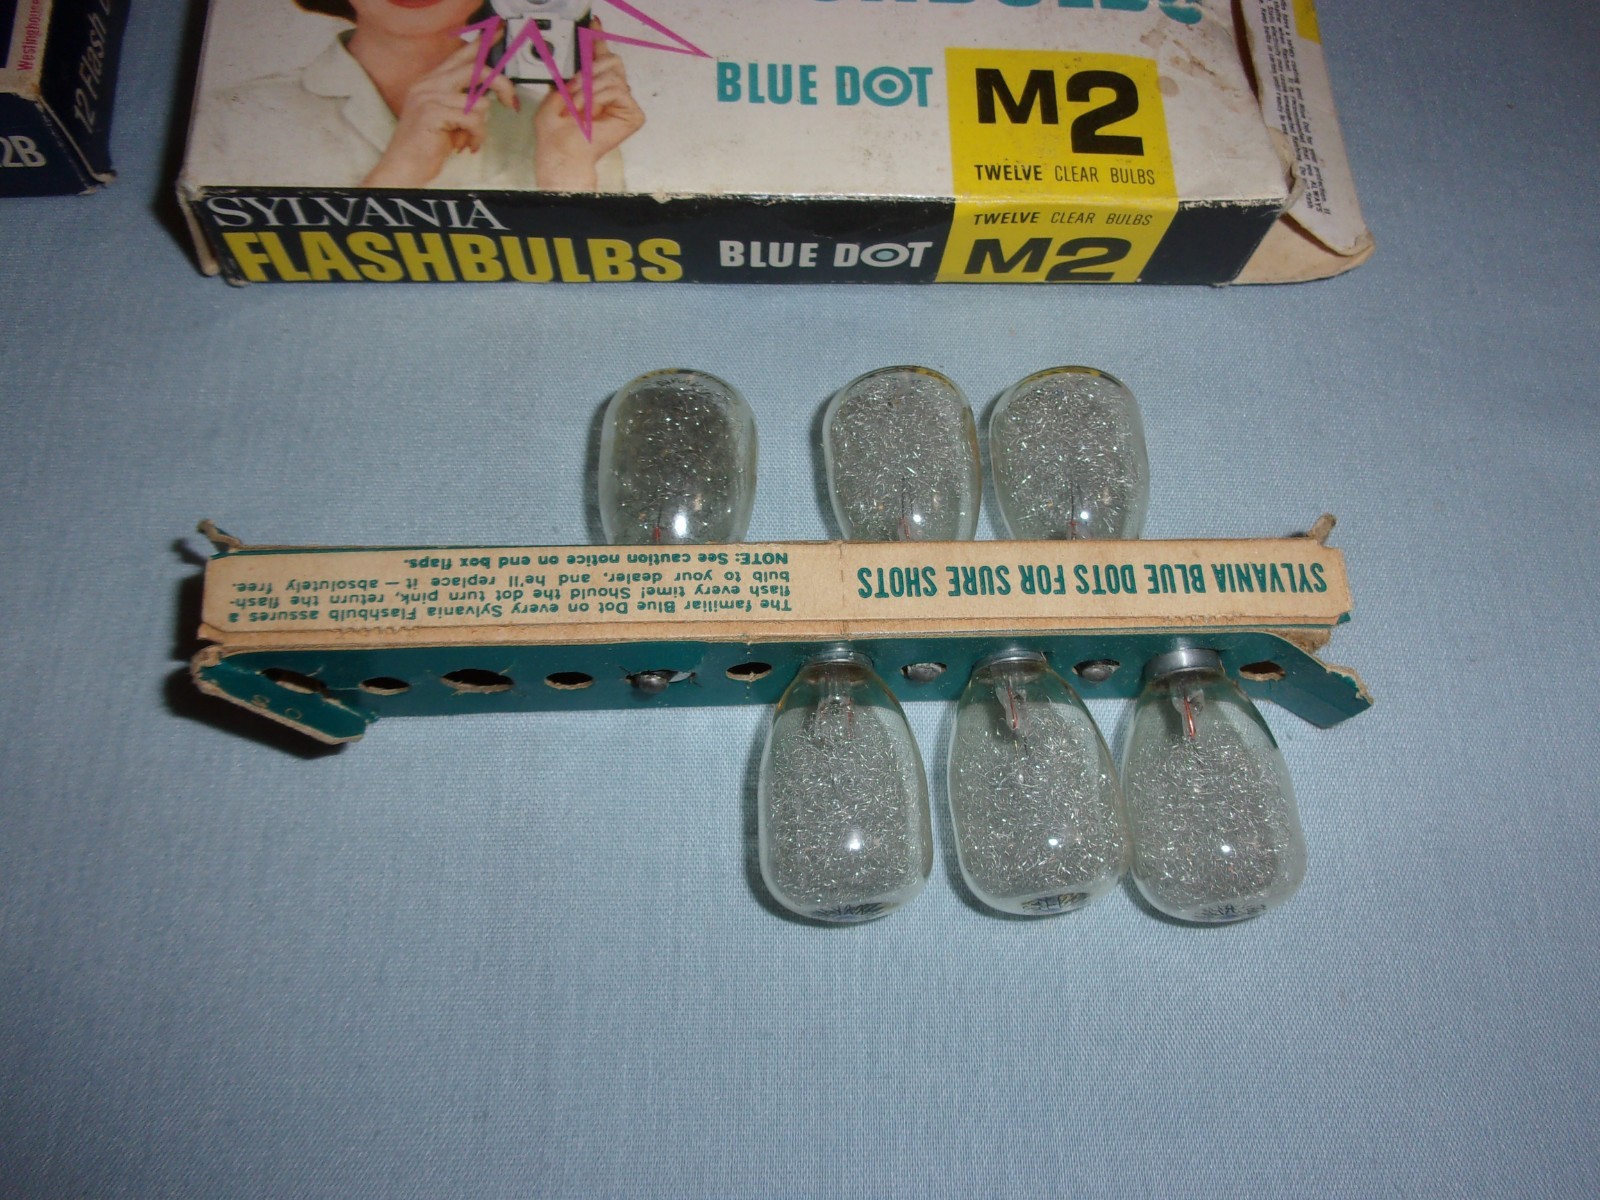 Westinghouse
12 Flash
2B
BLUE DOT
M2
TWELVE CLEAR BULBS
SYLVANIA
FLASHBULBS
BLUE DOT
TWELVE CLEAR BULBS
M2
SYLVANIA BLUE DOTS FOR SURE SHOTS
The familiar Blue Dot on every Sylvania Flashbulb assures a
flash every time! Should the dot turn pink, return the flash-
bulb to your dealer, and he'll replace it — absolutely free.
NOTE: See caution notice on end box flaps.